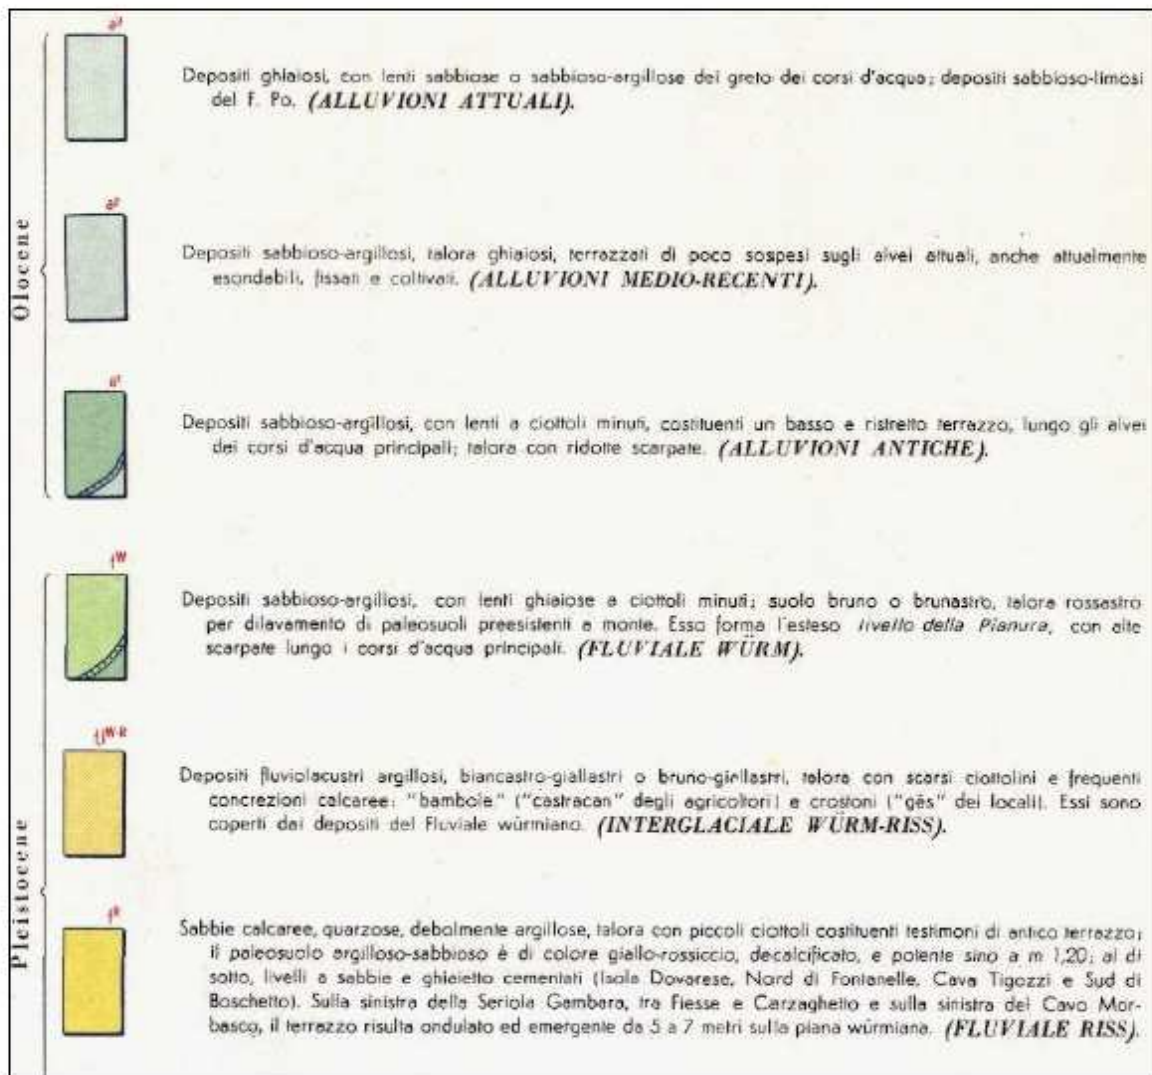 a³
Depositi ghiaiosi, con lenti sabbiose o sabbioso-argillose del greto dei corsi d'acqua; depositi sabbioso-limosi
del F. Po. (ALLUVIONI ATTUALI).
a²
Depositi sabbioso-argillosi, talora ghiaiosi, terrazzati di poco sospesi sugli alvei attuali, anche attualmente
esondabili, fissati e coltivati. (ALLUVIONI MEDIO-RECENTI).
Olocene
a¹
Depositi sabbioso-argillosi, con lenti a ciottoli minuti, costituenti un basso e ristretto terrazzo, lungo gli alvei
dei corsi d'acqua principali; talora con ridotte scarpate. (ALLUVIONI ANTICHE).
fW
Depositi sabbioso-argillosi, con lenti ghiaiose a ciottoli minuti; suolo bruno o brunastro, talora rossastro
per dilavamento di paleosuoli preesistenti a monte. Esso forma l'esteso livello della Pianura, con alte
scarpate lungo i corsi d'acqua principali. (FLUVIALE WÜRM).
flW-R
Depositi fluviolacustri argillosi, biancastro-giallastri o bruno-giallastri, talora con scarsi ciottolini e frequenti
concrezioni calcaree: "bambole" ("castracan" degli agricoltori) e crostoni ("gés" dei locali). Essi sono
coperti dai depositi del Fluviale würmiano. (INTERGLACIALE WÜRM-RISS).
Pleistocene
fR
Sabbie calcaree, quarzose, debolmente argillose, talora con piccoli ciottoli costituenti testimoni di antico terrazzo;
il paleosuolo argilloso-sabbioso è di colore giallo-rossiccio, decalcificato, e potente sino a m 1,20; al di
sotto, livelli a sabbie e ghiaietto cementati (Isola Dovarese, Nord di Fontanelle, Cava Tigozzi e Sud di
Boschetto). Sulla sinistra della Seriola Gambara, tra Fiesse e Carzaghetto e sulla sinistra del Cavo Mor-
basco, il terrazzo risulta ondulato ed emergente da 5 a 7 metri sulla piana würmiana. (FLUVIALE RISS).